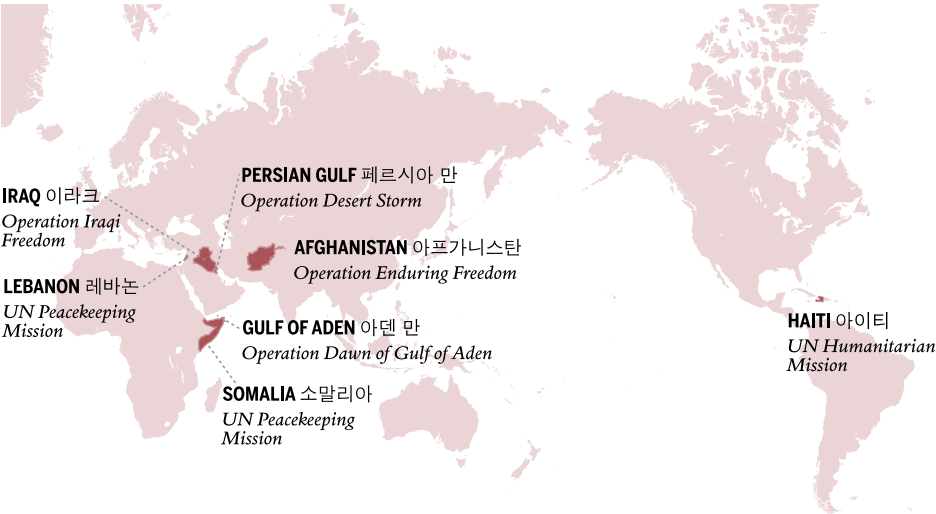 PERSIAN GULF 페르시아 만
Operation Desert Storm
IRAQ 이라크
Operation Iraqi
Freedom
AFGHANISTAN 아프가니스탄
Operation Enduring Freedom
LEBANON 레바논
UN Peacekeeping
Mission
GULF OF ADEN 아덴 만
Operation Dawn of Gulf of Aden
HAITI 아이티
UN Humanitarian
Mission
SOMALIA 소말리아
UN Peacekeeping
Mission